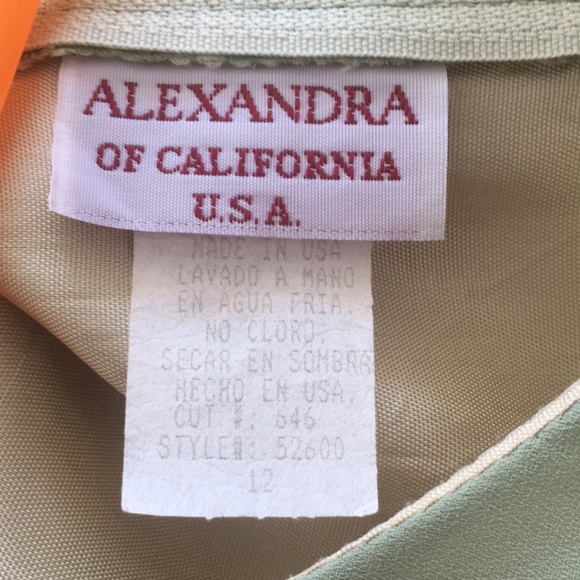 ALEXANDRA
OF CALIFORNIA
U.S.A.
MADE IN USA
LAVADO A MANO
EN AGUA FRIA.
NO CLORO.
SECAR EN SOMBRA
HECHO EN USA.
CUT #: 646
STYLE#: 52600
12